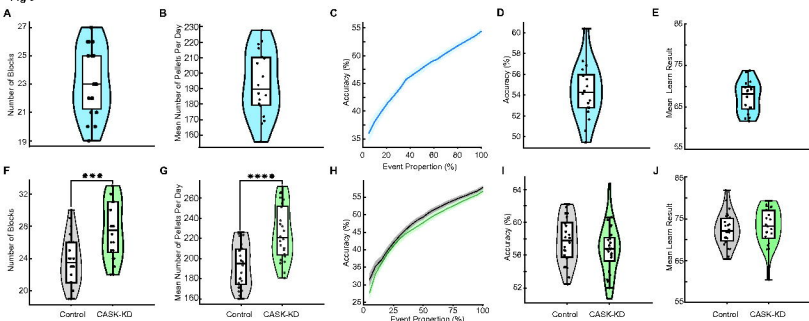 A
B
C
D
E
Number of Blocks
27
25
23
21
19
Mean Number of Pellets Per Day
230
220
210
200
190
180
170
160
Accuracy (%)
55
45
35
0 20 40 60 80 100
Event Proportion (%)
Accuracy (%)
60
58
56
54
52
50
Mean Learn Result
85
75
65
55
F
G
H
I
J
Number of Blocks
32
28
24
20
***
Control CASK-KD
Mean Number of Pellets Per Day
260
240
220
200
180
160
****
Control CASK-KD
Accuracy (%)
55
50
45
40
35
30
25
0 25 50 75 100
Event Proportion (%)
Accuracy (%)
64
60
56
62
Control CASK-KD
Mean Learn Result
85
75
65
55
Control CASK-KD